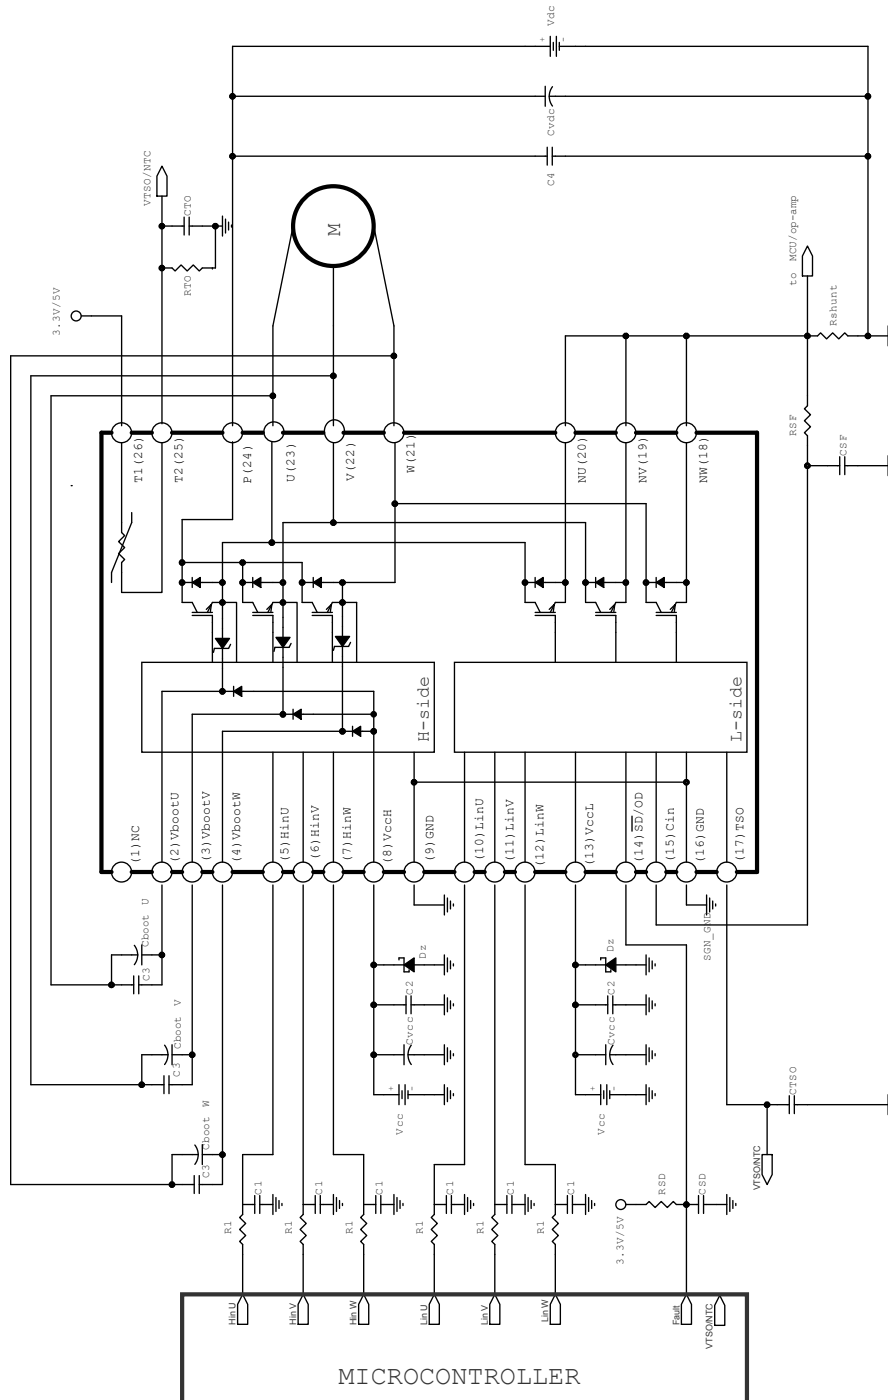 Vdc
+
-
Cvdc
C4
VTSO/NTC
CTO
RTO
M
3.3V/5V
to MCU/op-amp
Rshunt
RSF
CSF
T1(26)
T2(25)
P(24)
U(23)
V(22)
W(21)
NU(20)
NV(19)
NW(18)
H-side
L-side
(1)NC
(2)VbootU
(3)VbootV
(4)VbootW
(5)HinU
(6)HinV
(7)HinW
(8)VccH
(9)GND
(10)LinU
(11)LinV
(12)LinW
(13)VccL
(14)SD/OD
(15)Cin
(16)GND
(17)TSO
Cboot U
C3
Cboot V
C3
Cboot W
C3
Dz
C2
Cvcc
+
-
Vcc
Dz
C2
Cvcc
+
-
Vcc
SGN_GND
CTSO
VTSO/NTC
R1
C1
R1
C1
R1
C1
R1
C1
R1
C1
R1
C1
3.3V/5V
RSD
CSD
Hin U
Hin V
Hin W
Lin U
Lin V
Lin W
Fault
VTSO/NTC
MICROCONTROLLER